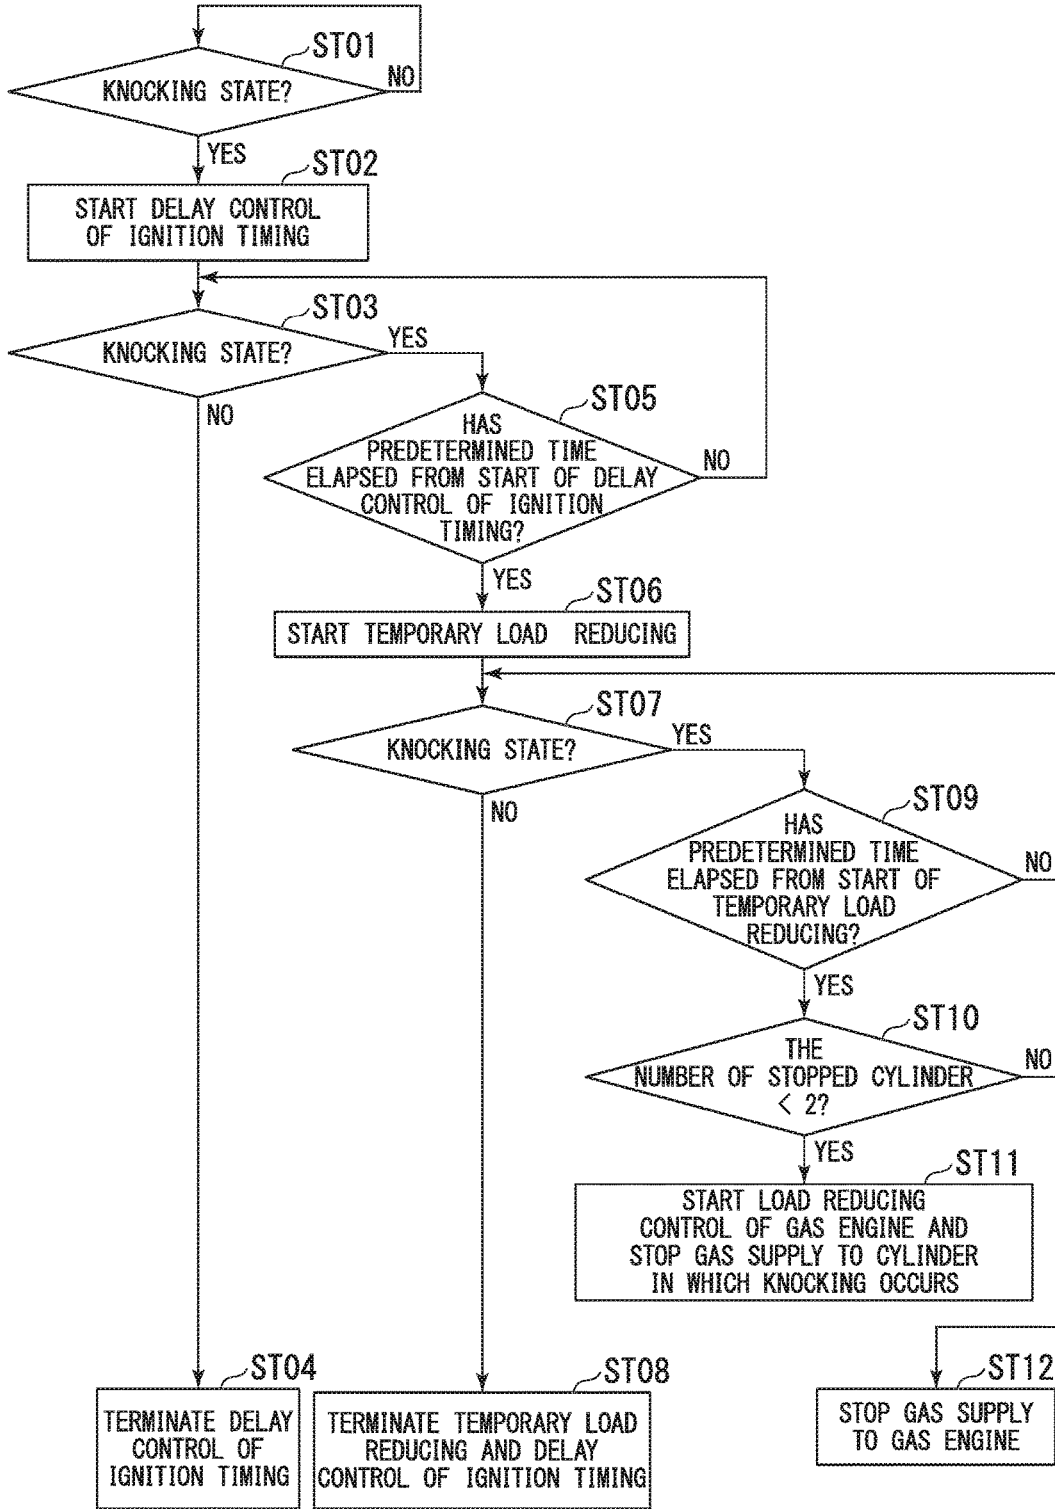 ST01
KNOCKING STATE?
NO
YES
ST02
START DELAY CONTROL
OF IGNITION TIMING
ST03
KNOCKING STATE?
YES
NO
ST05
HAS
PREDETERMINED TIME
ELAPSED FROM START OF DELAY
CONTROL OF IGNITION
TIMING?
NO
YES
ST06
START TEMPORARY LOAD REDUCING
ST07
KNOCKING STATE?
YES
NO
ST09
HAS
PREDETERMINED TIME
ELAPSED FROM START OF
TEMPORARY LOAD
REDUCING?
NO
YES
ST10
THE
NUMBER OF STOPPED CYLINDER
< 2?
NO
YES
ST11
START LOAD REDUCING
CONTROL OF GAS ENGINE AND
STOP GAS SUPPLY TO CYLINDER
IN WHICH KNOCKING OCCURS
ST04
TERMINATE DELAY
CONTROL OF
IGNITION TIMING
ST08
TERMINATE TEMPORARY LOAD
REDUCING AND DELAY
CONTROL OF IGNITION TIMING
ST12
STOP GAS SUPPLY
TO GAS ENGINE